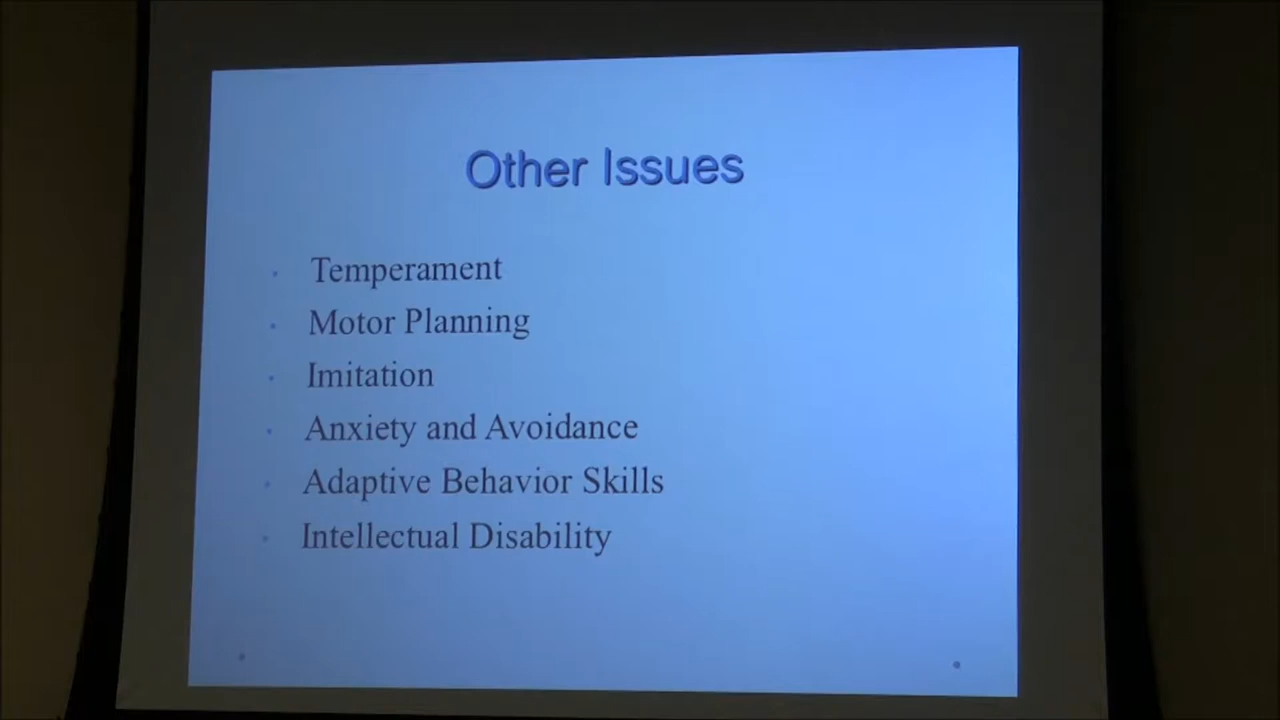 Other Issues
Temperament
Motor Planning
Imitation
Anxiety and Avoidance
Adaptive Behavior Skills
Intellectual Disability